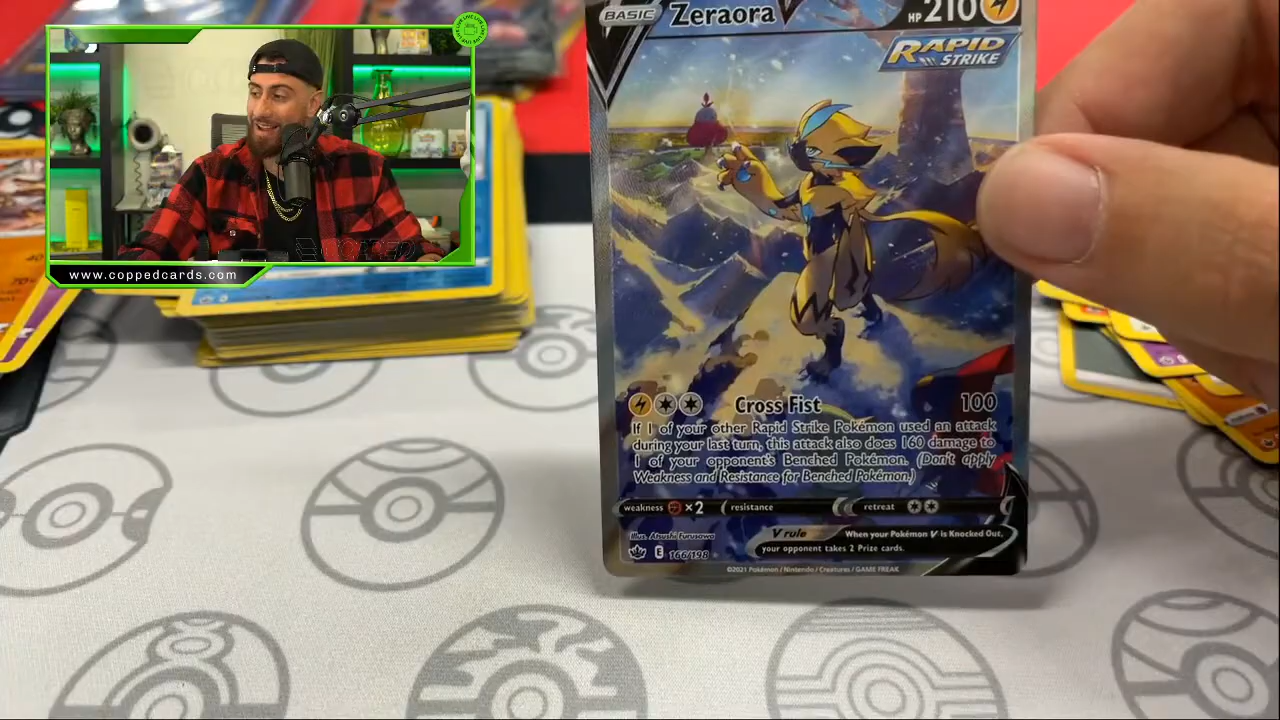 BASIC Zeraora V HP 210
RAPID
STRIKE
www.coppedcards.com
Cross Fist 100
If 1 of your other Rapid Strike Pokémon used an attack
during your last turn, this attack also does 160 damage to
1 of your opponent's Benched Pokémon. (Don't apply
Weakness and Resistance for Benched Pokémon.)
weakness ×2 resistance retreat
Illus. Atsushi Furusawa
V rule When your Pokémon V is Knocked Out,
your opponent takes 2 Prize cards.
E 166/198
©2021 Pokémon / Nintendo / Creatures / GAME FREAK